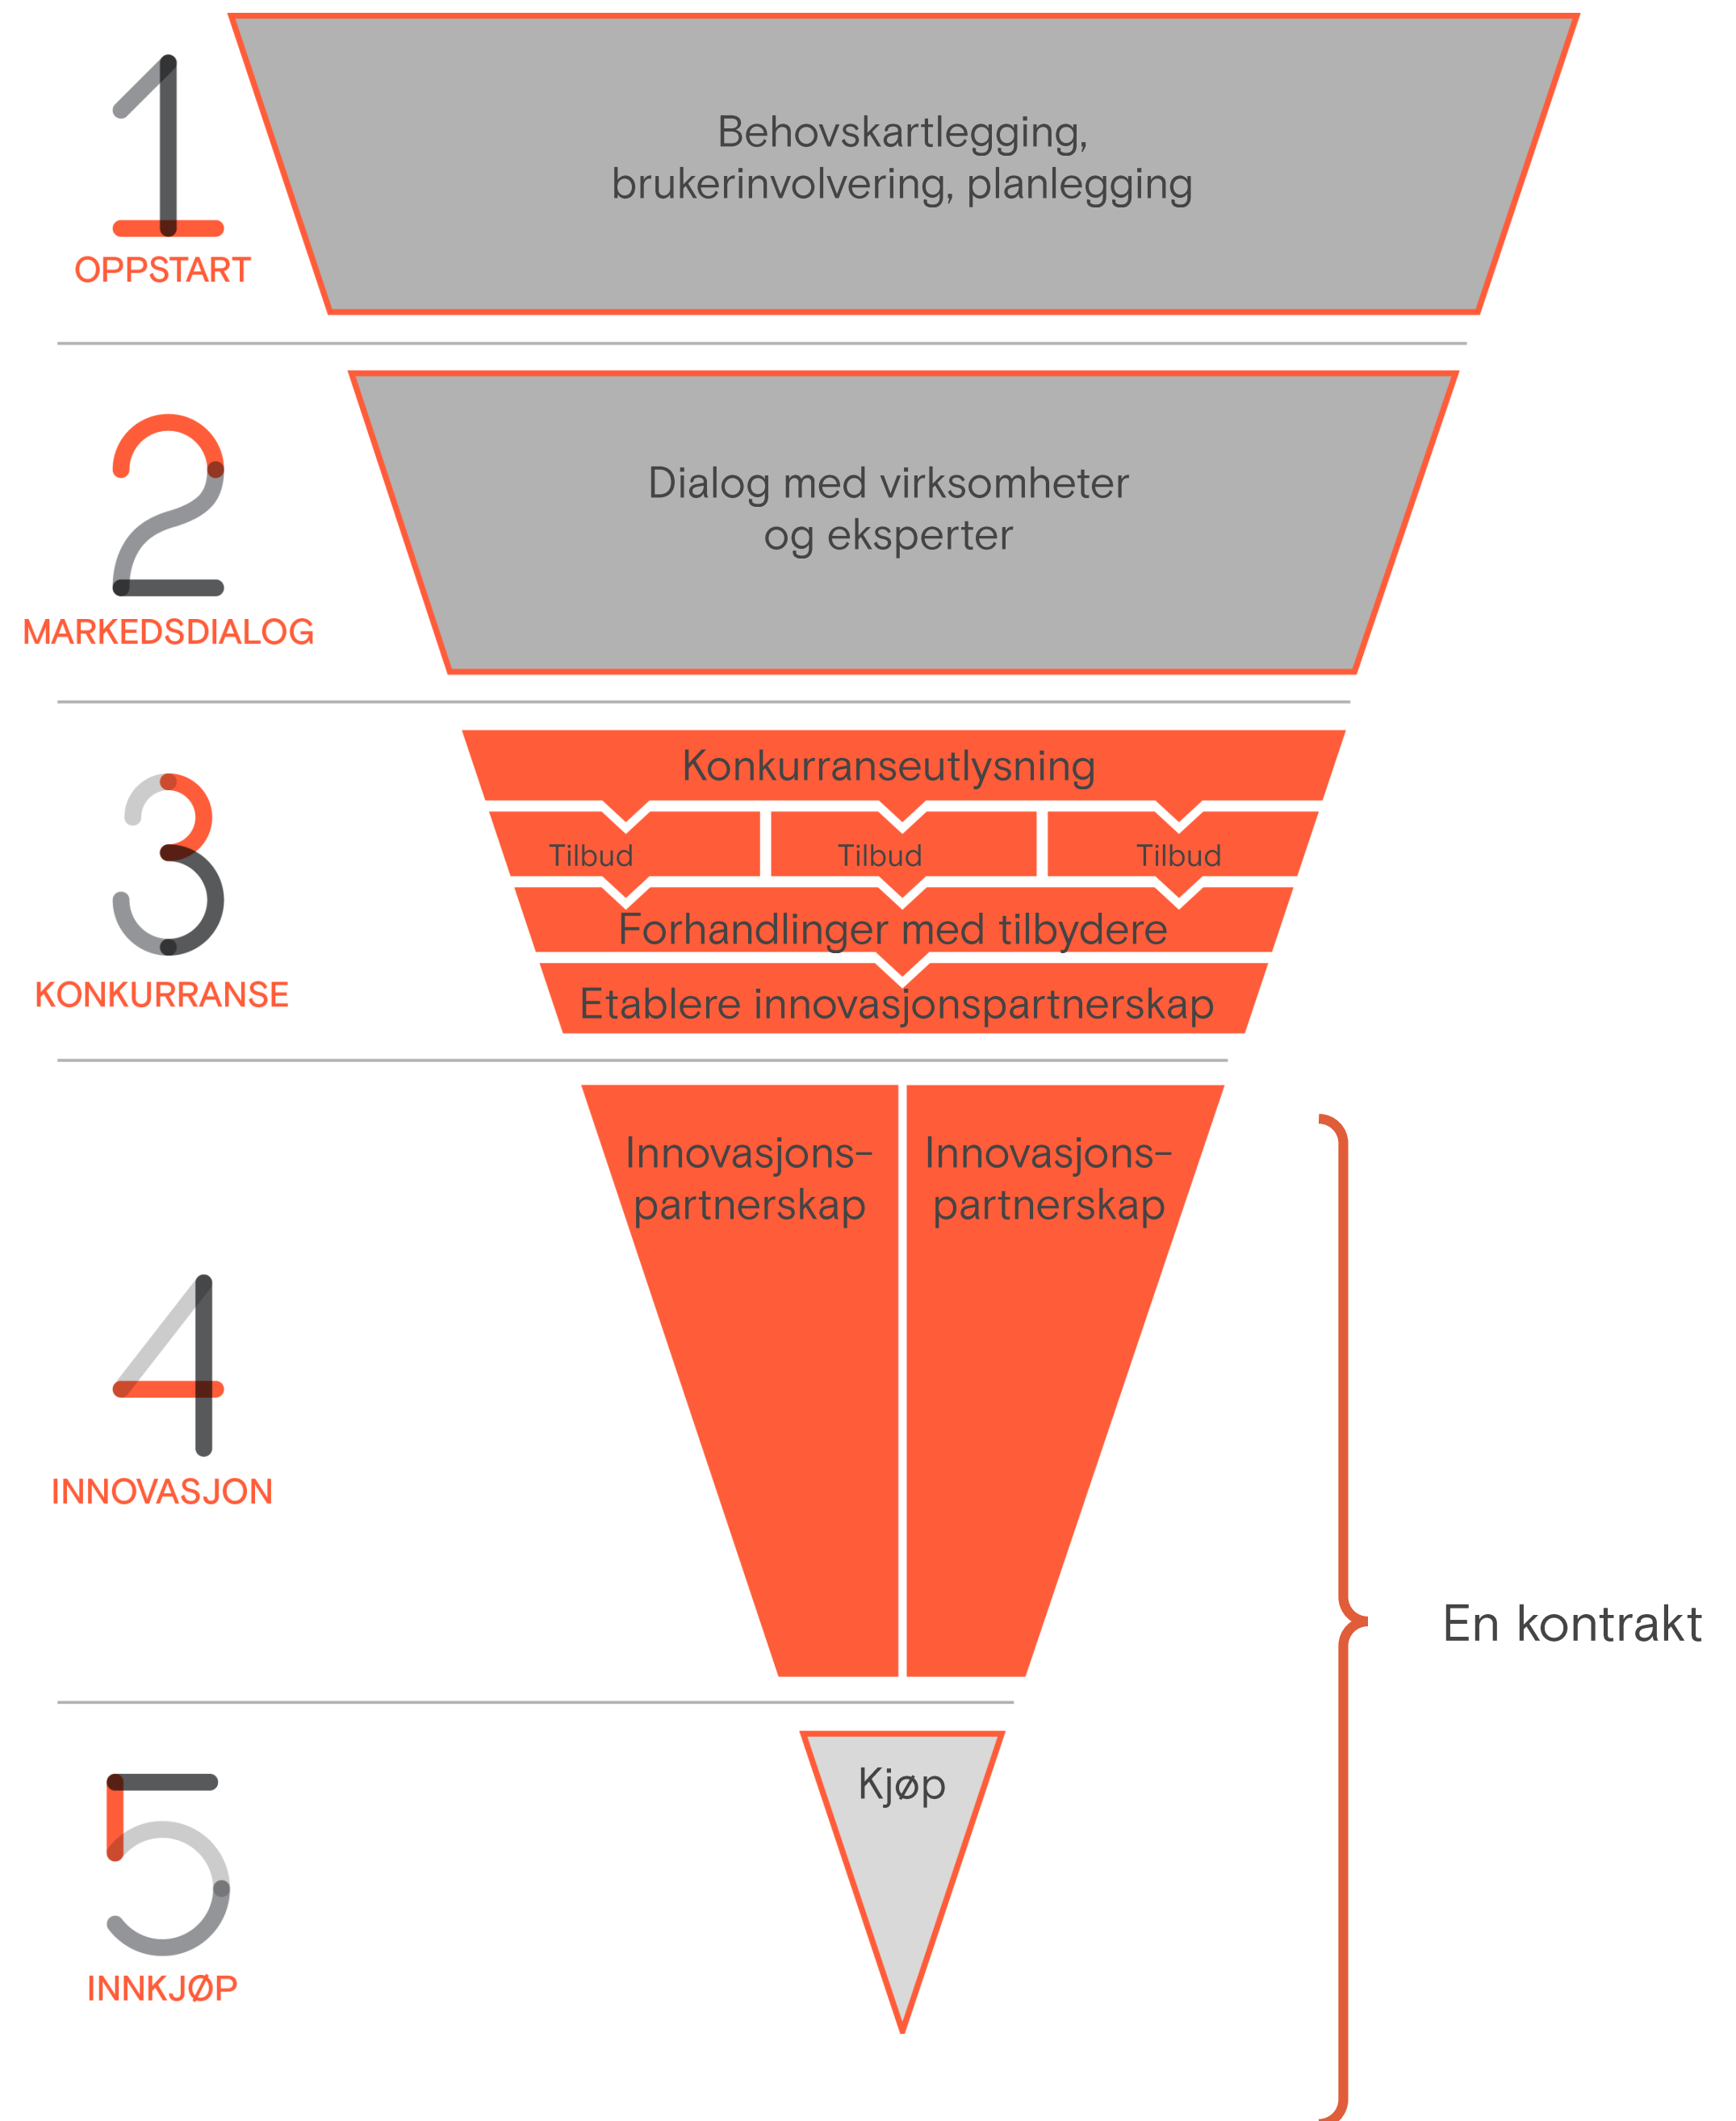 1
OPPSTART
Behovskartlegging,
brukerinvolvering, planlegging
2
MARKEDSDIALOG
Dialog med virksomheter
og eksperter
3
KONKURRANSE
Konkurranseutlysning
Tilbud
Tilbud
Tilbud
Forhandlinger med tilbydere
Etablere innovasjonspartnerskap
4
INNOVASJON
Innovasjons-
partnerskap
Innovasjons-
partnerskap
En kontrakt
5
INNKJØP
Kjøp